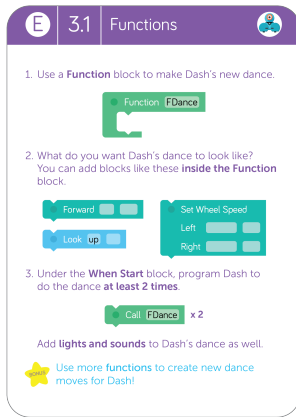 E 3.1 Functions
1. Use a Function block to make Dash's new dance.
Function FDance
2. What do you want Dash's dance to look like?
You can add blocks like these inside the Function
block.
Forward
Set Wheel Speed
Left
Look up
Right
3. Under the When Start block, program Dash to
do the dance at least 2 times.
Call FDance x 2
Add lights and sounds to Dash's dance as well.
BONUS
Use more functions to create new dance
moves for Dash!